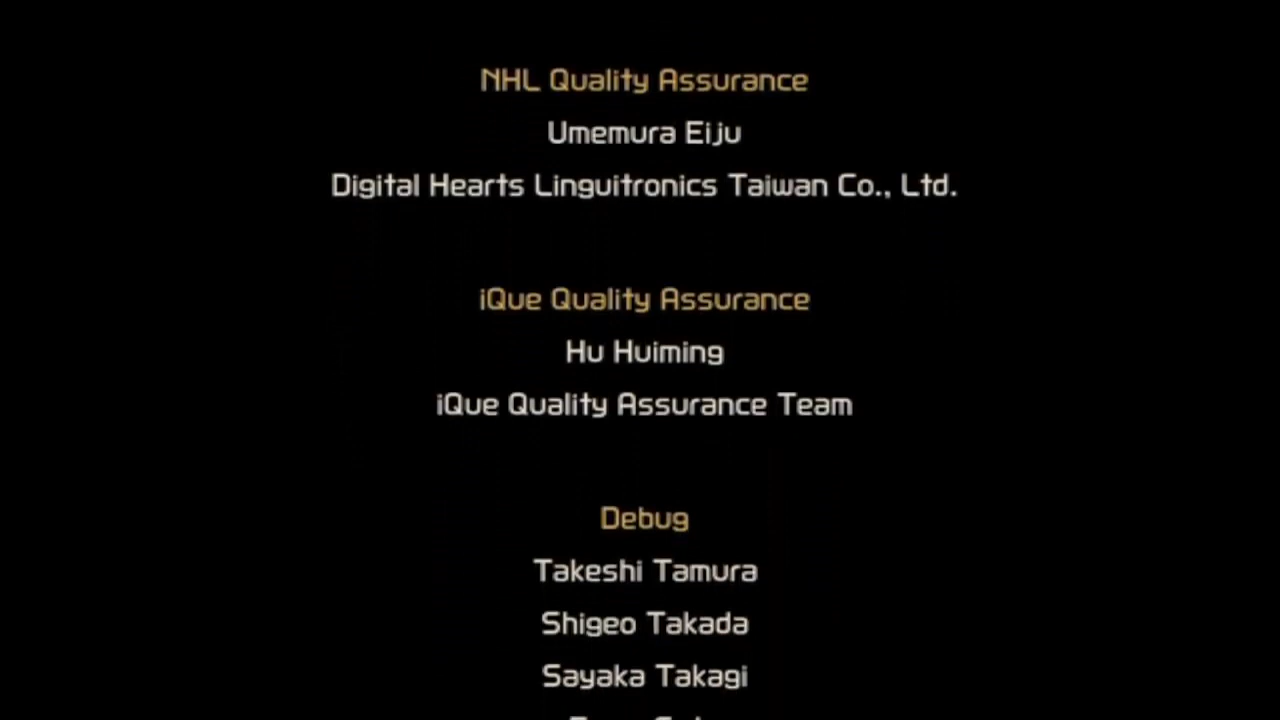 NHL Quality Assurance
Umemura Eiju
Digital Hearts Linguitronics Taiwan Co., Ltd.
iQue Quality Assurance
Hu Huiming
iQue Quality Assurance Team
Debug
Takeshi Tamura
Shigeo Takada
Sayaka Takagi